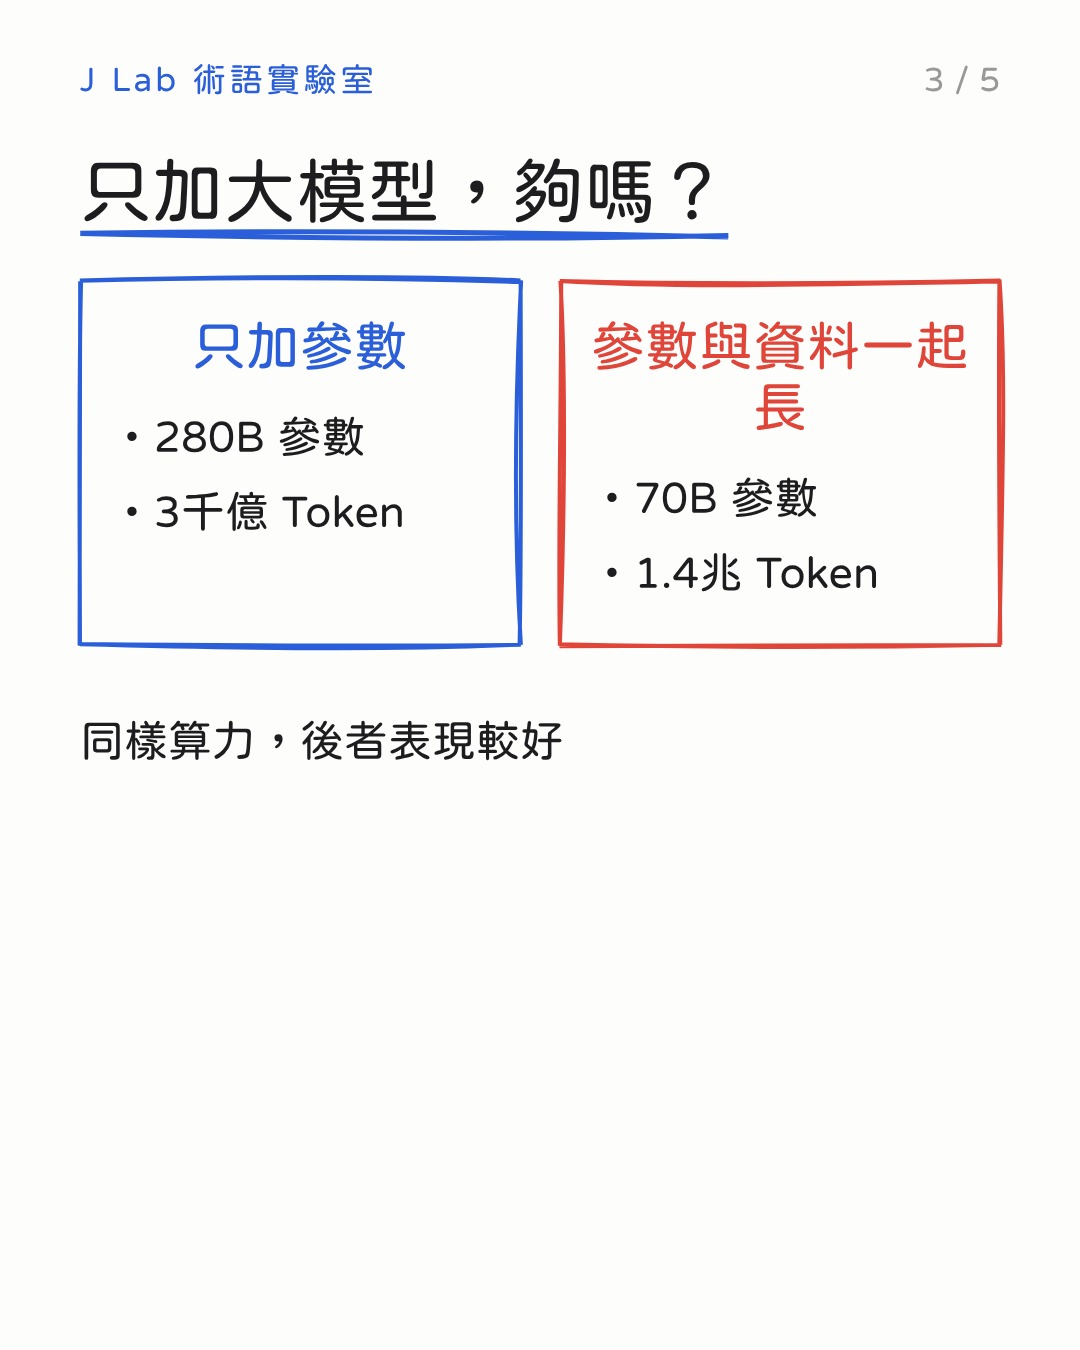 J Lab 術語實驗室
3 / 5
只加大模型，夠嗎？
只加參數
・280B 參數
・3千億 Token
參數與資料一起
長
・70B 參數
・1.4兆 Token
同樣算力，後者表現較好